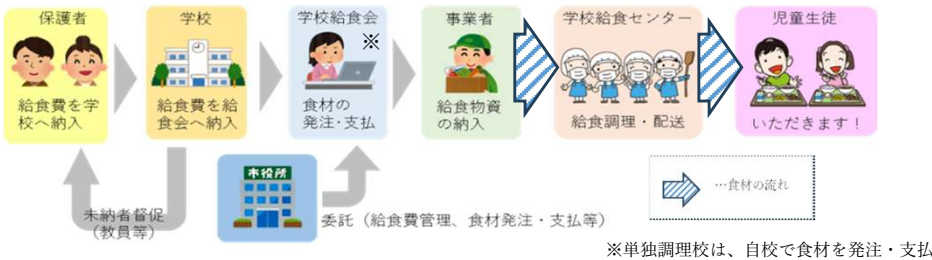 保護者
給食費を学
校へ納入
学校
給食費を給
食会へ納入
学校給食会
※
食材の
発注・支払
事業者
給食物資
の納入
学校給食センター
給食調理・配送
児童生徒
いただきます！
未納者督促
（教員等）
市役所
委託（給食費管理、食材発注・支払等）
…食材の流れ
※単独調理校は、自校で食材を発注・支払